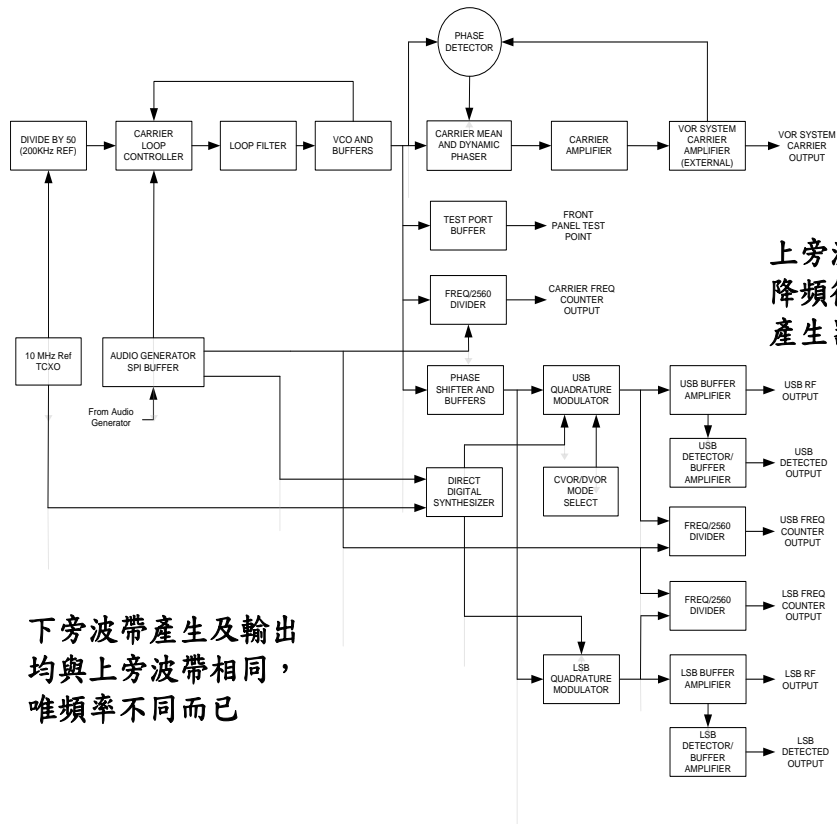 PHASE
DETECTOR
DIVIDE BY 50
(200KHz REF)
CARRIER
LOOP
CONTROLLER
LOOP FILTER
VCO AND
BUFFERS
CARRIER MEAN
AND DYNAMIC
PHASER
CARRIER
AMPLIFIER
VOR SYSTEM
CARRIER
AMPLIFIER
(EXTERNAL)
VOR SYSTEM
CARRIER
OUTPUT
TEST PORT
BUFFER
FRONT
PANEL TEST
POINT
FREQ/2560
DIVIDER
CARRIER FREQ
COUNTER
OUTPUT
上旁
降頻
產生
10 MHz Ref
TCXO
AUDIO GENERATOR
SPI BUFFER
From Audio
Generator
PHASE
SHIFTER AND
BUFFERS
USB
QUADRATURE
MODULATOR
USB BUFFER
AMPLIFIER
USB RF
OUTPUT
USB
DETECTOR/
BUFFER
AMPLIFIER
USB
DETECTED
OUTPUT
DIRECT
DIGITAL
SYNTHESIZER
CVOR/DVOR
MODE
SELECT
FREQ/2560
DIVIDER
USB FREQ
COUNTER
OUTPUT
FREQ/2560
DIVIDER
LSB FREQ
COUNTER
OUTPUT
下旁波帶產生及輸出
均與上旁波帶相同，
唯頻率不同而已
LSB
QUADRATURE
MODULATOR
LSB BUFFER
AMPLIFIER
LSB RF
OUTPUT
LSB
DETECTOR/
BUFFER
AMPLIFIER
LSB
DETECTED
OUTPUT